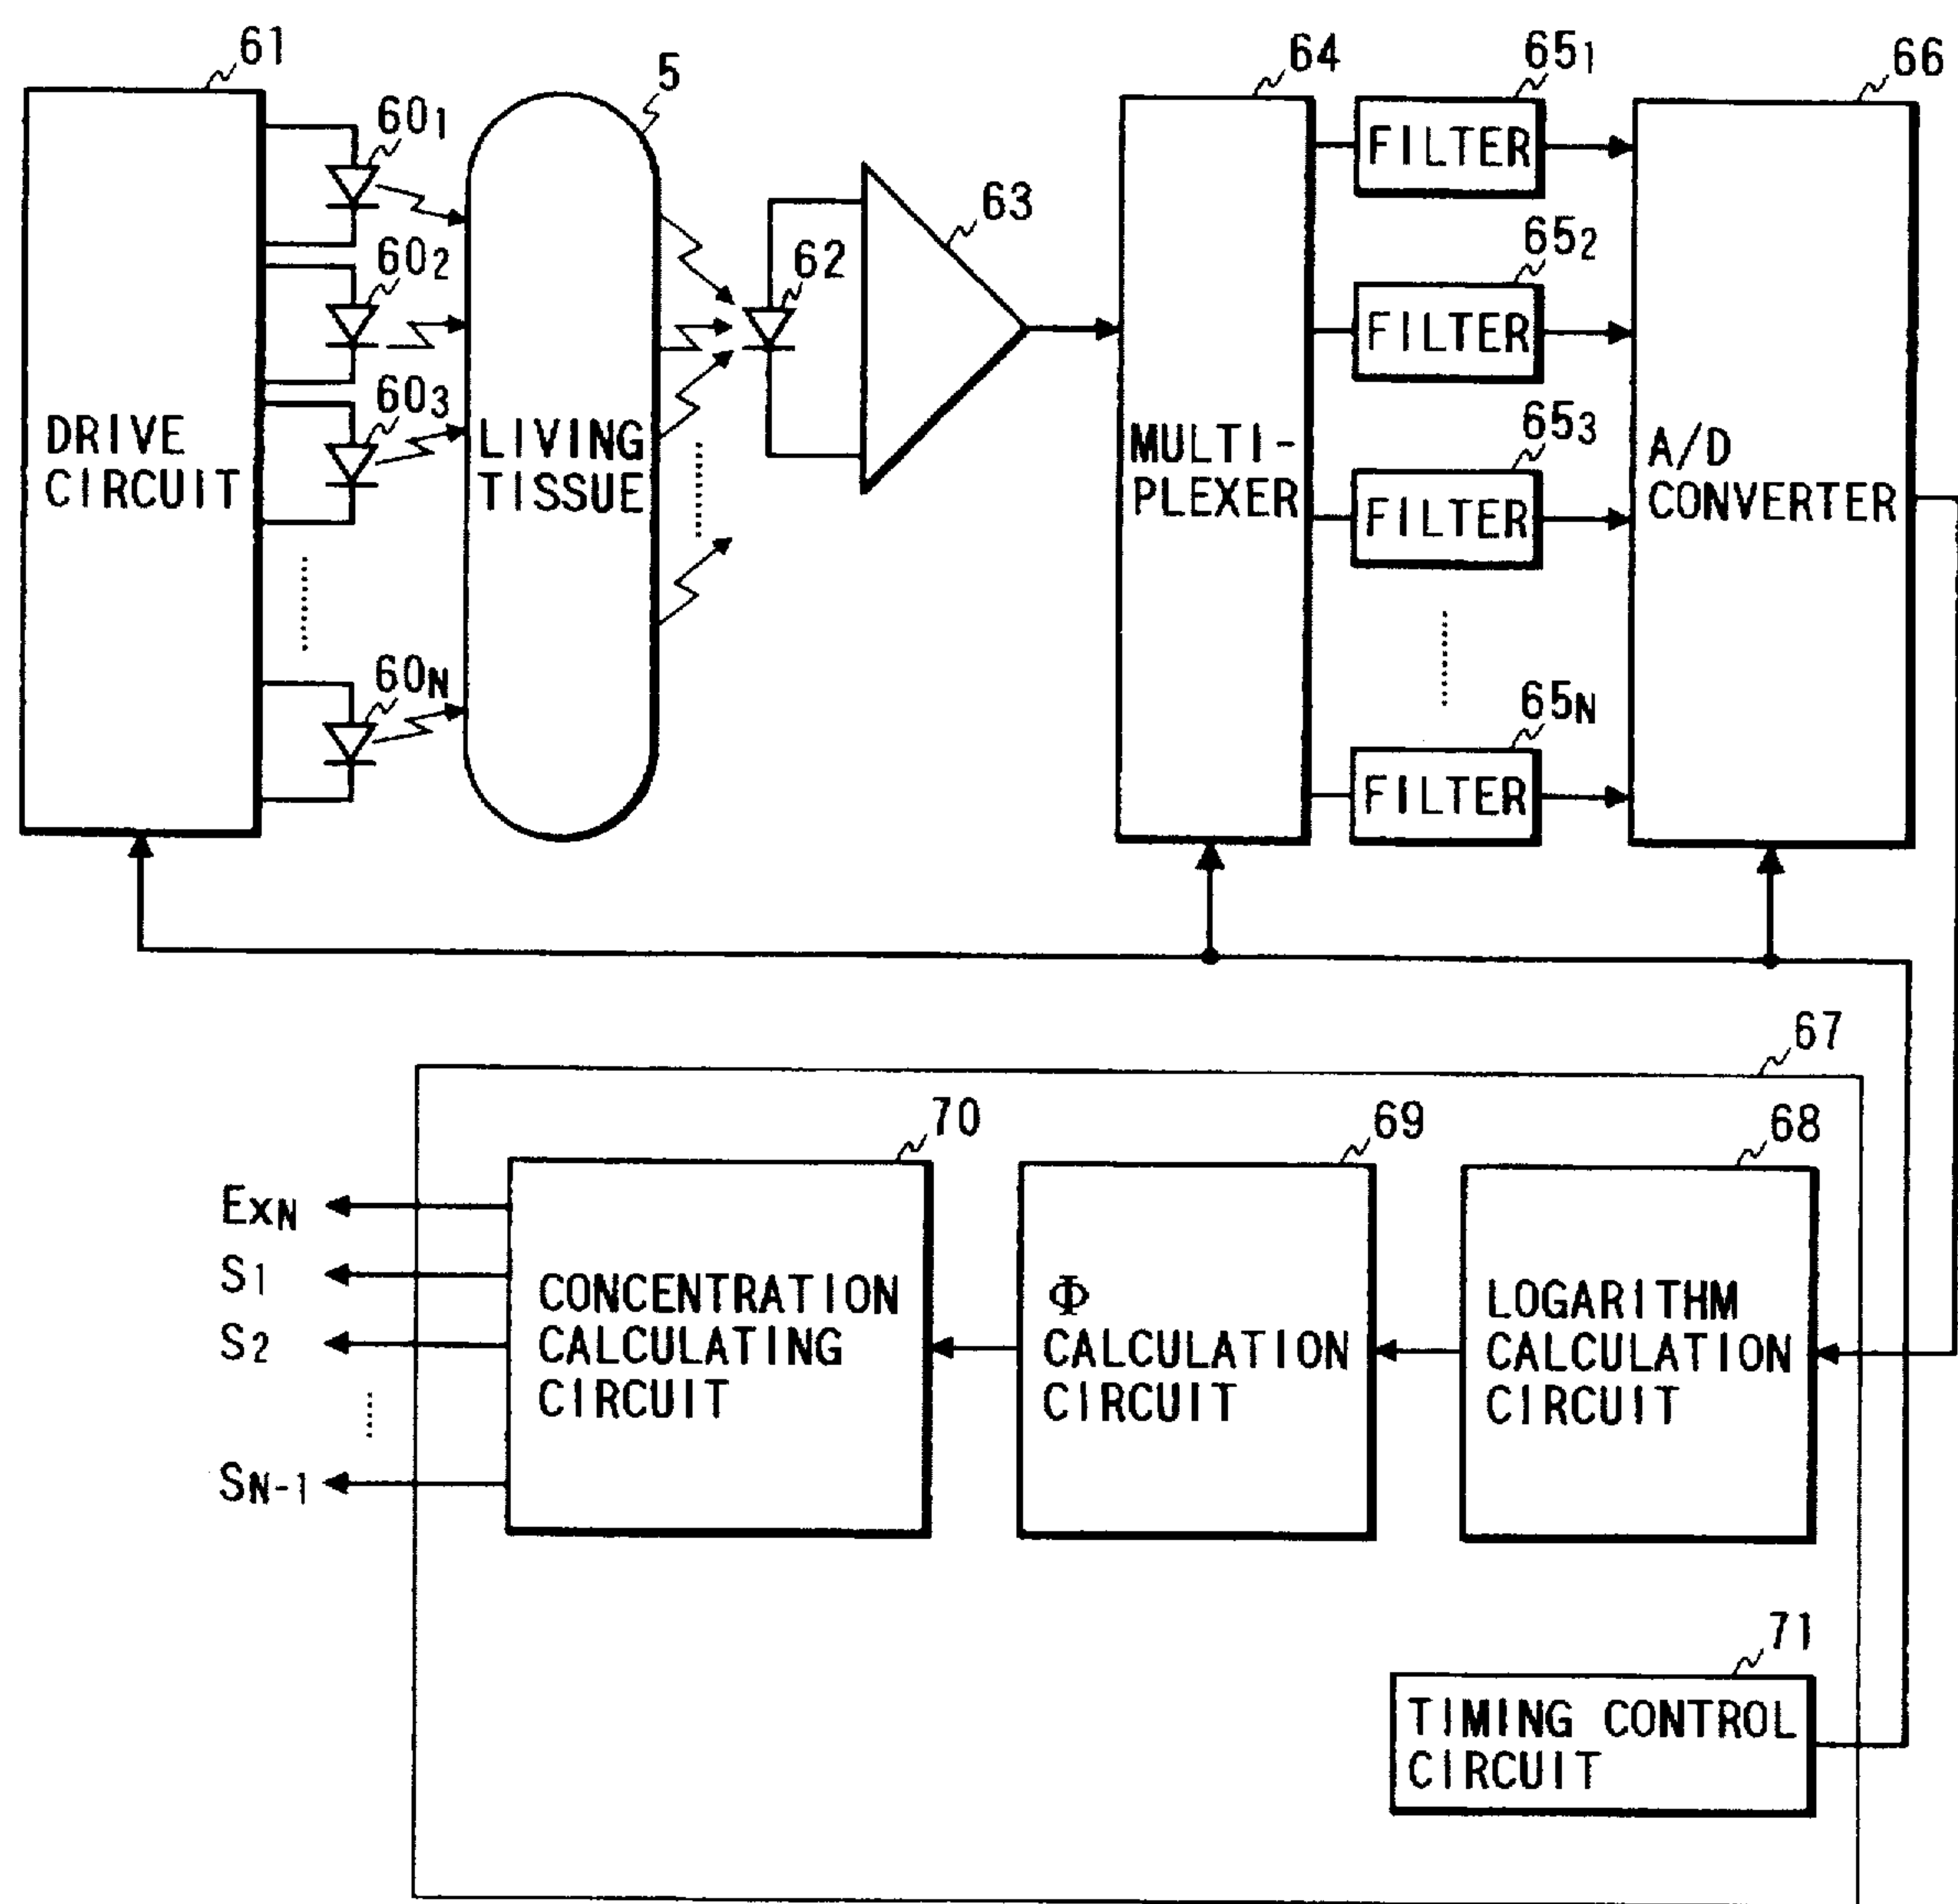 61
5
64
65₁
66
60₁
FILTER
63
60₂
62
65₂
FILTER
60₃
65₃
DRIVE
CIRCUIT
LIVING
TISSUE
MULTI-
PLEXER
FILTER
A/D
CONVERTER
60N
65N
FILTER
67
70
69
68
ExN
S1
S2
SN-1
CONCENTRATION
CALCULATING
CIRCUIT
Φ
CALCULATION
CIRCUIT
LOGARITHM
CALCULATION
CIRCUIT
71
TIMING CONTROL
CIRCUIT